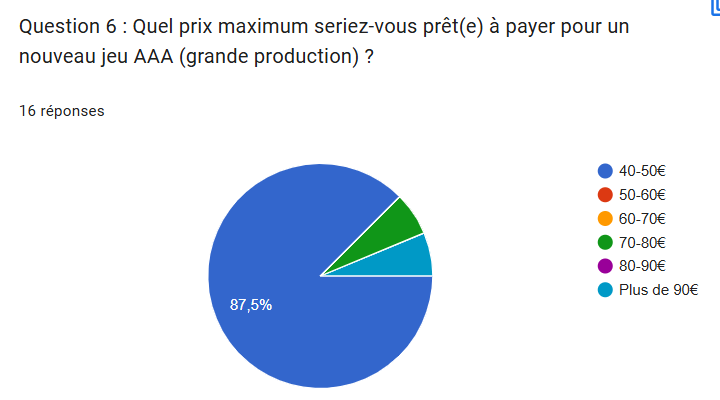 Question 6 : Quel prix maximum seriez-vous prêt(e) à payer pour un
nouveau jeu AAA (grande production) ?
16 réponses
40-50€
50-60€
60-70€
70-80€
80-90€
Plus de 90€
87,5%